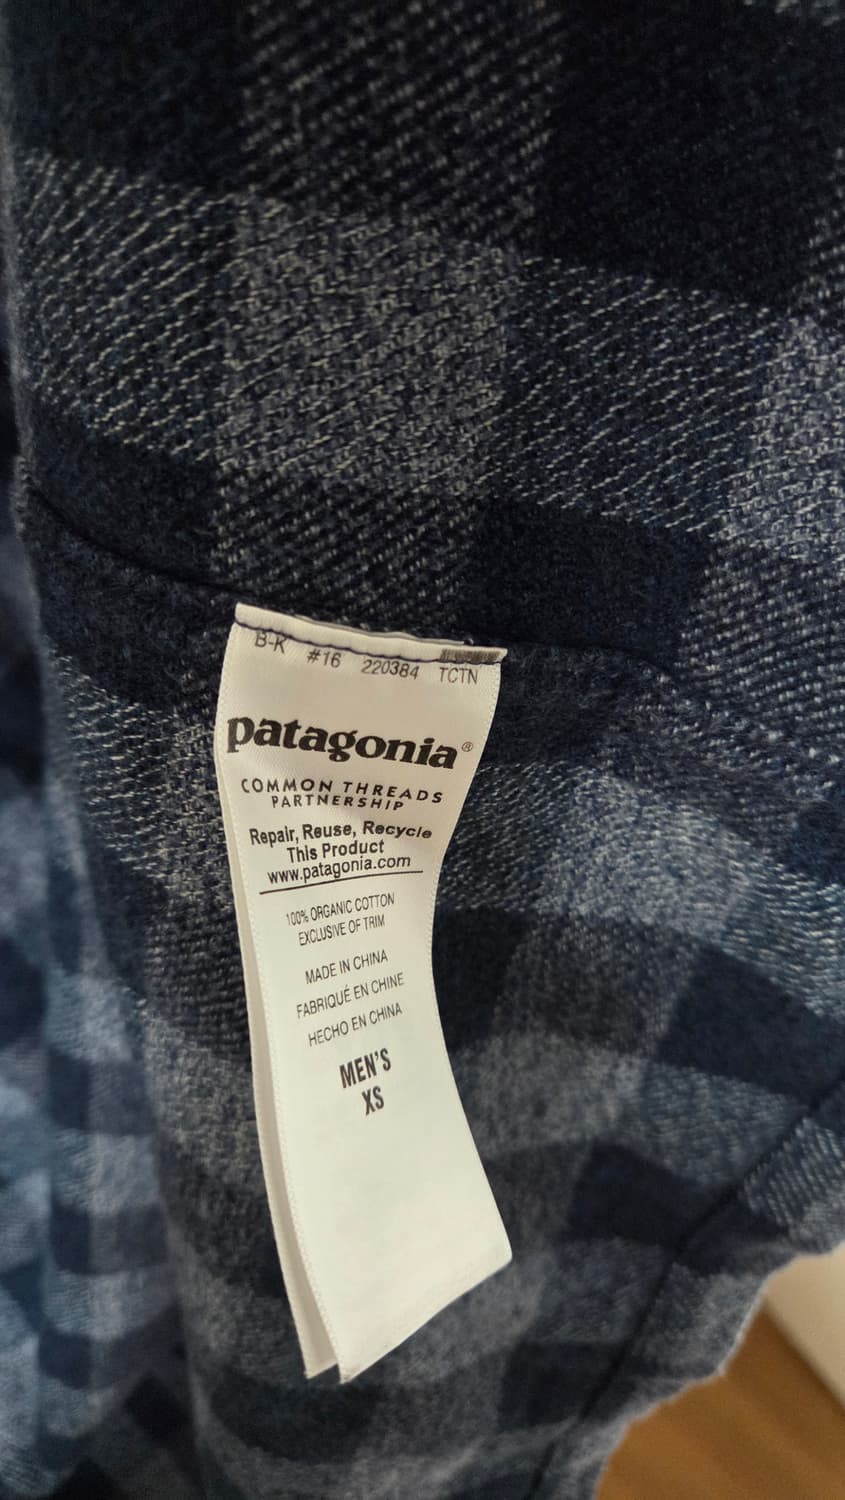 B-K #16 220384 TCTN
patagonia®
COMMON THREADS
PARTNERSHIP
Repair, Reuse, Recycle
This Product
www.patagonia.com
100% ORGANIC COTTON
EXCLUSIVE OF TRIM
MADE IN CHINA
FABRIQUÉ EN CHINE
HECHO EN CHINA
MEN'S
XS